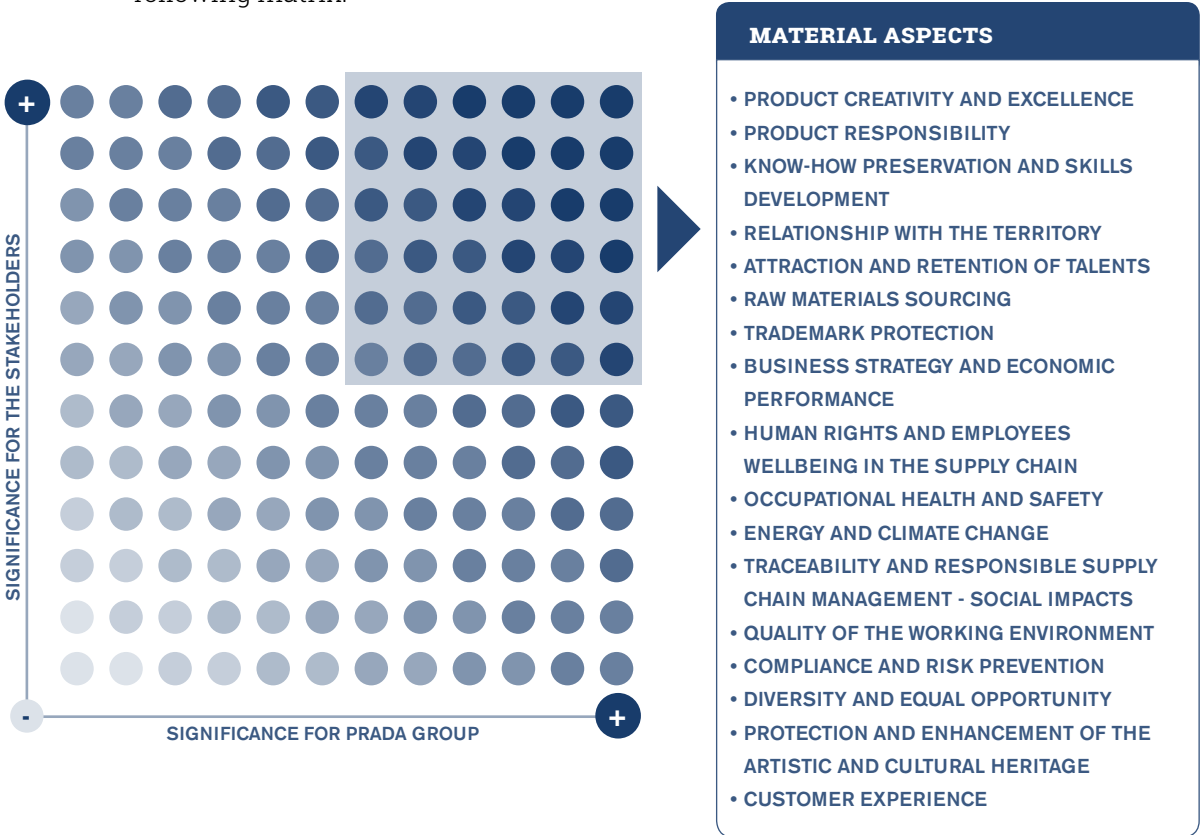 following matrix:
MATERIAL ASPECTS
+
• PRODUCT CREATIVITY AND EXCELLENCE
• PRODUCT RESPONSIBILITY
• KNOW-HOW PRESERVATION AND SKILLS
DEVELOPMENT
• RELATIONSHIP WITH THE TERRITORY
• ATTRACTION AND RETENTION OF TALENTS
• RAW MATERIALS SOURCING
• TRADEMARK PROTECTION
• BUSINESS STRATEGY AND ECONOMIC
PERFORMANCE
• HUMAN RIGHTS AND EMPLOYEES
WELLBEING IN THE SUPPLY CHAIN
• OCCUPATIONAL HEALTH AND SAFETY
• ENERGY AND CLIMATE CHANGE
• TRACEABILITY AND RESPONSIBLE SUPPLY
CHAIN MANAGEMENT - SOCIAL IMPACTS
• QUALITY OF THE WORKING ENVIRONMENT
• COMPLIANCE AND RISK PREVENTION
• DIVERSITY AND EQUAL OPPORTUNITY
• PROTECTION AND ENHANCEMENT OF THE
ARTISTIC AND CULTURAL HERITAGE
• CUSTOMER EXPERIENCE
SIGNIFICANCE FOR THE STAKEHOLDERS
-
+
SIGNIFICANCE FOR PRADA GROUP